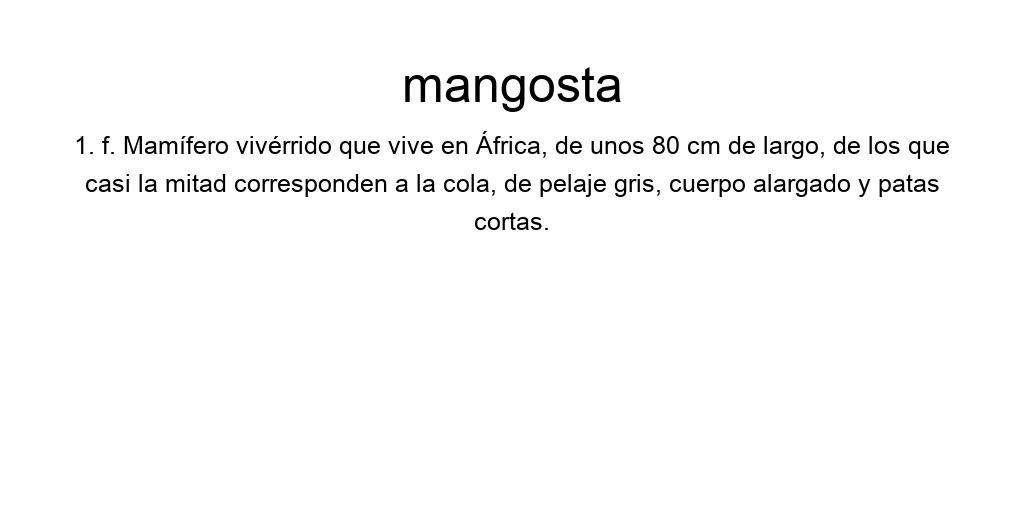 mangosta
1. f. Mamífero vivérrido que vive en África, de unos 80 cm de largo, de los que
casi la mitad corresponden a la cola, de pelaje gris, cuerpo alargado y patas
cortas.